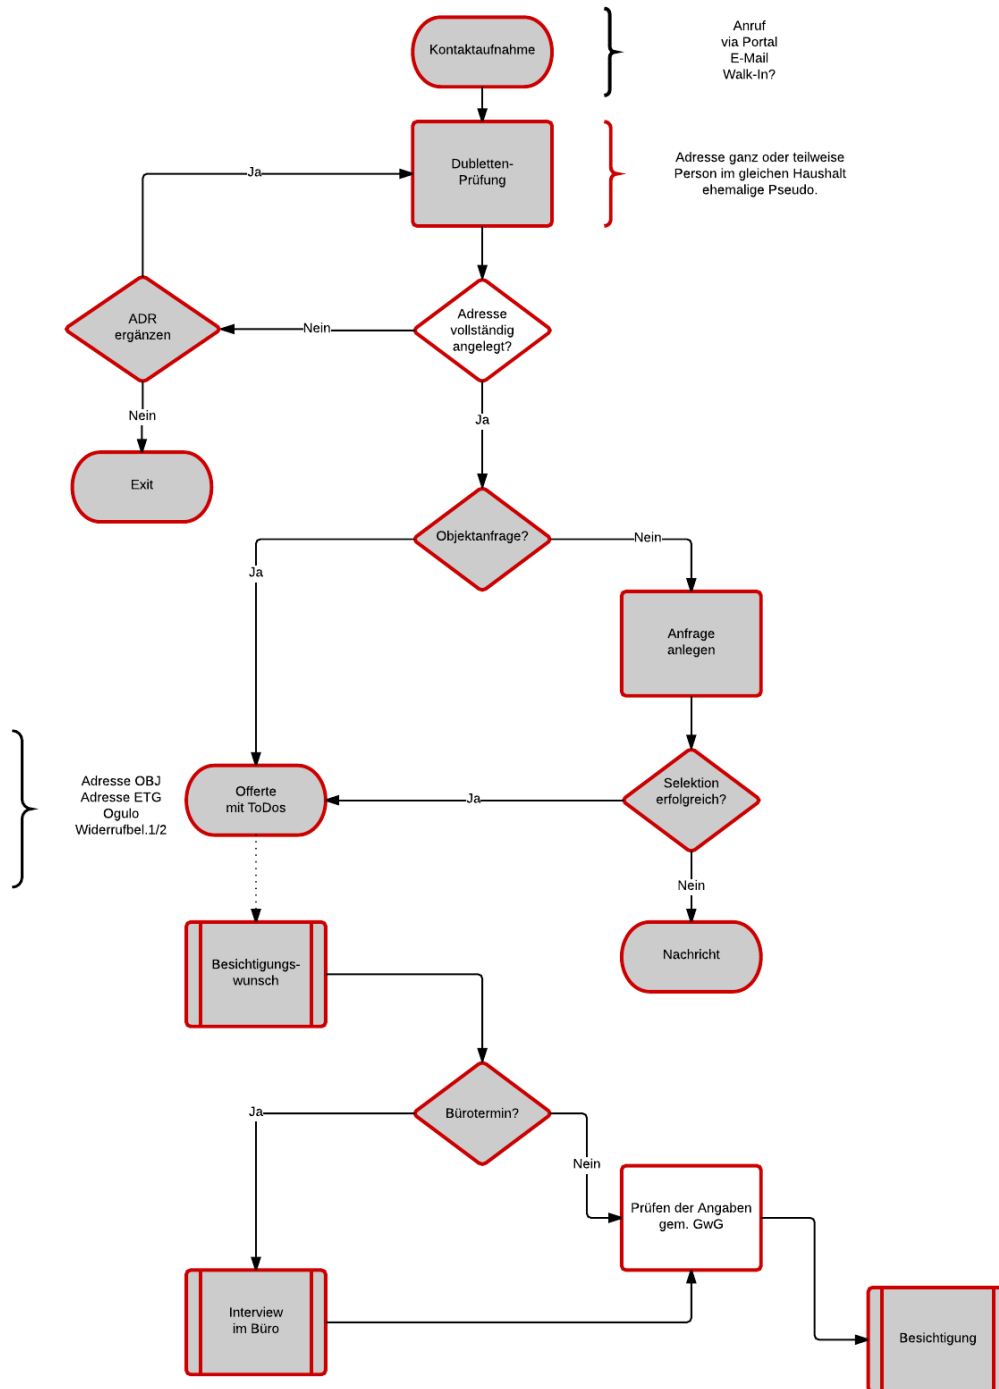 Kontaktaufnahme
Anruf
via Portal
E-Mail
Walk-In?
Dubletten-
Prüfung
Adresse ganz oder teilweise
Person im gleichen Haushalt
ehemalige Pseudo.
Ja
ADR
ergänzen
Nein
Adresse
vollständig
angelegt?
Nein
Ja
Exit
Objektanfrage?
Nein
Ja
Anfrage
anlegen
Adresse OBJ
Adresse ETG
Ogulo
Widerrufbel.1/2
Offerte
mit ToDos
Ja
Selektion
erfolgreich?
Nein
Nachricht
Besichtigungs-
wunsch
Bürotermin?
Ja
Nein
Prüfen der Angaben
gem. GwG
Interview
im Büro
Besichtigung